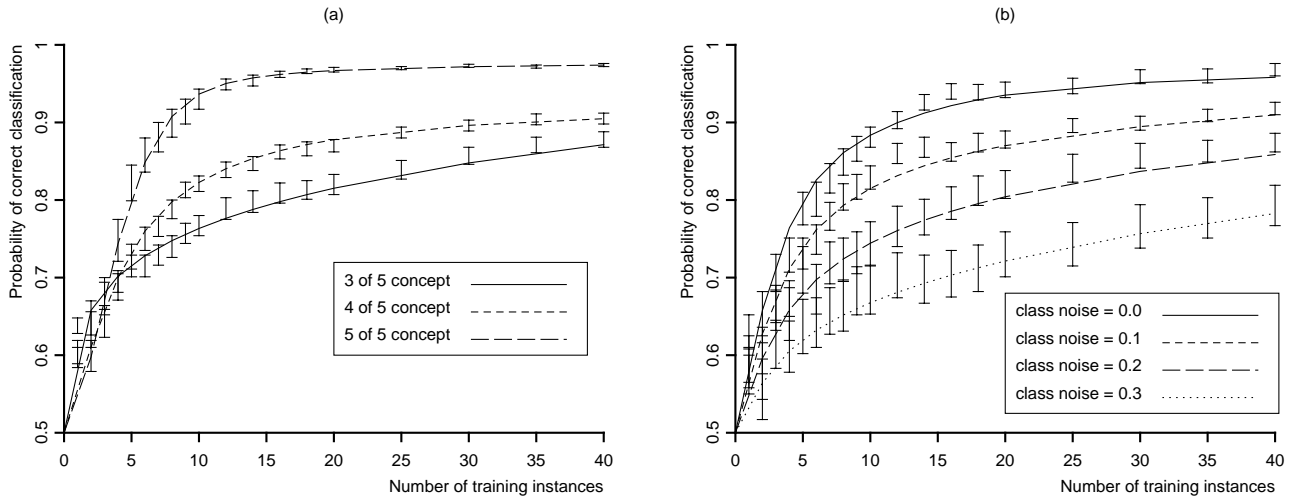 (a)
Probability of correct classification
1
0.9
0.8
0.7
0.6
0.5
3 of 5 concept
4 of 5 concept
5 of 5 concept
0 5 10 15 20 25 30 35 40
Number of training instances
(b)
Probability of correct classification
1
0.9
0.8
0.7
0.6
0.5
class noise = 0.0
class noise = 0.1
class noise = 0.2
class noise = 0.3
0 5 10 15 20 25 30 35 40
Number of training instances